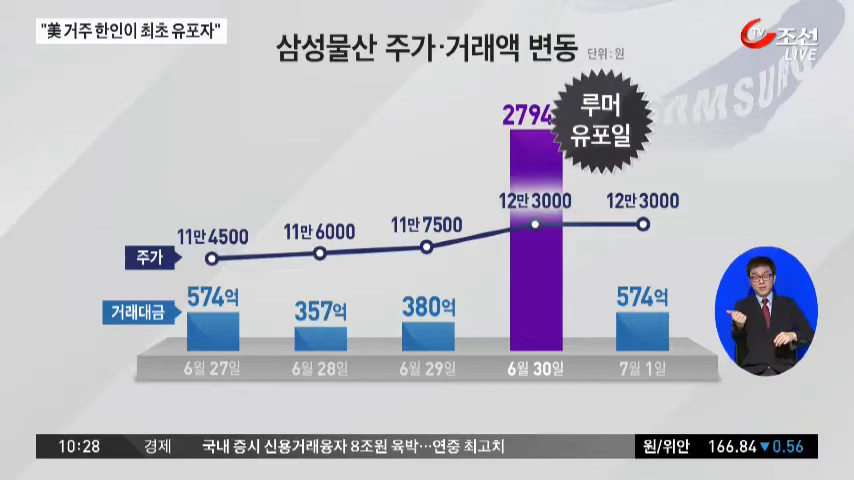 "美 거주 한인이 최초 유포자"
삼성물산 주가·거래액 변동 단위:원
TV조선
LIVE
SAMSUNG
루머
유포일
2794
11만 4500
11만 6000
11만 7500
12만 3000
12만 3000
주가
거래대금
574억
357억
380억
574억
6월 27일
6월 28일
6월 29일
6월 30일
7월 1일
10:28 경제 국내 증시 신용거래융자 8조원 육박…연중 최고치 원/위안 166.84▼0.56